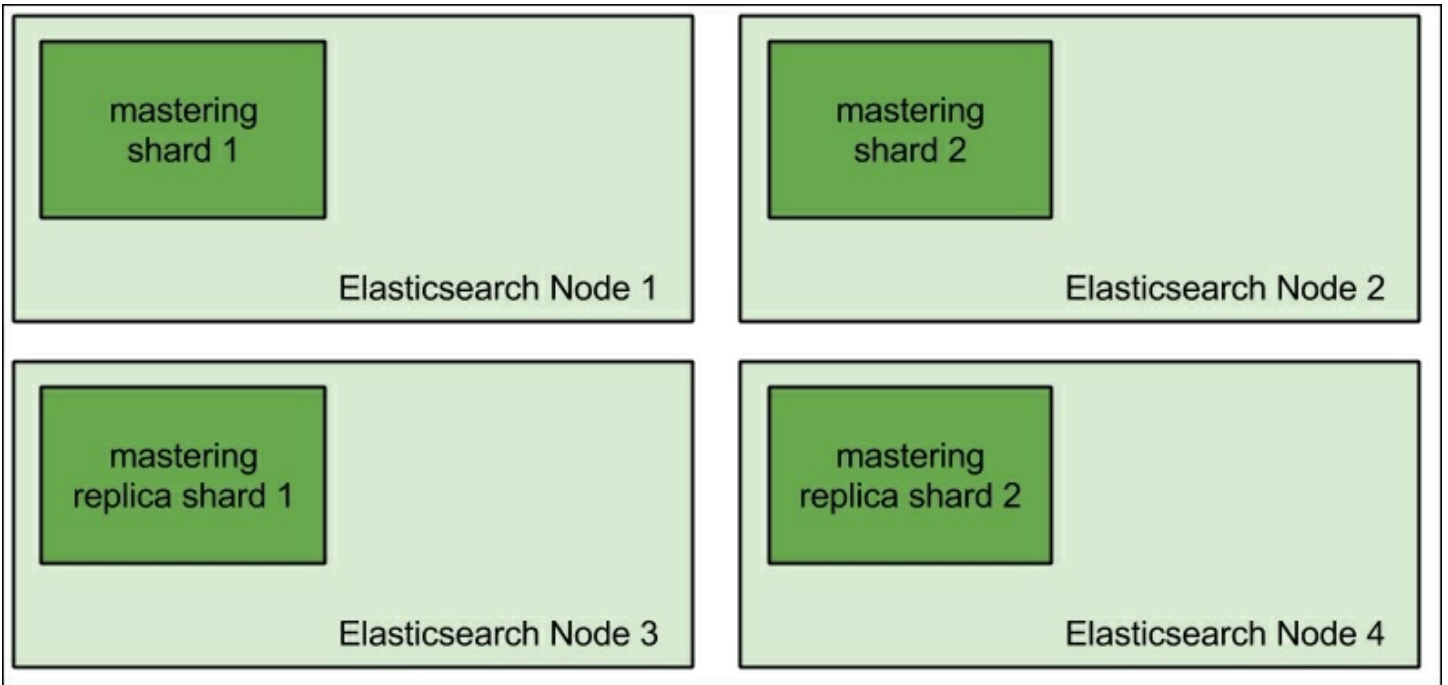 mastering
shard 1
Elasticsearch Node 1
mastering
shard 2
Elasticsearch Node 2
mastering
replica shard 1
Elasticsearch Node 3
mastering
replica shard 2
Elasticsearch Node 4